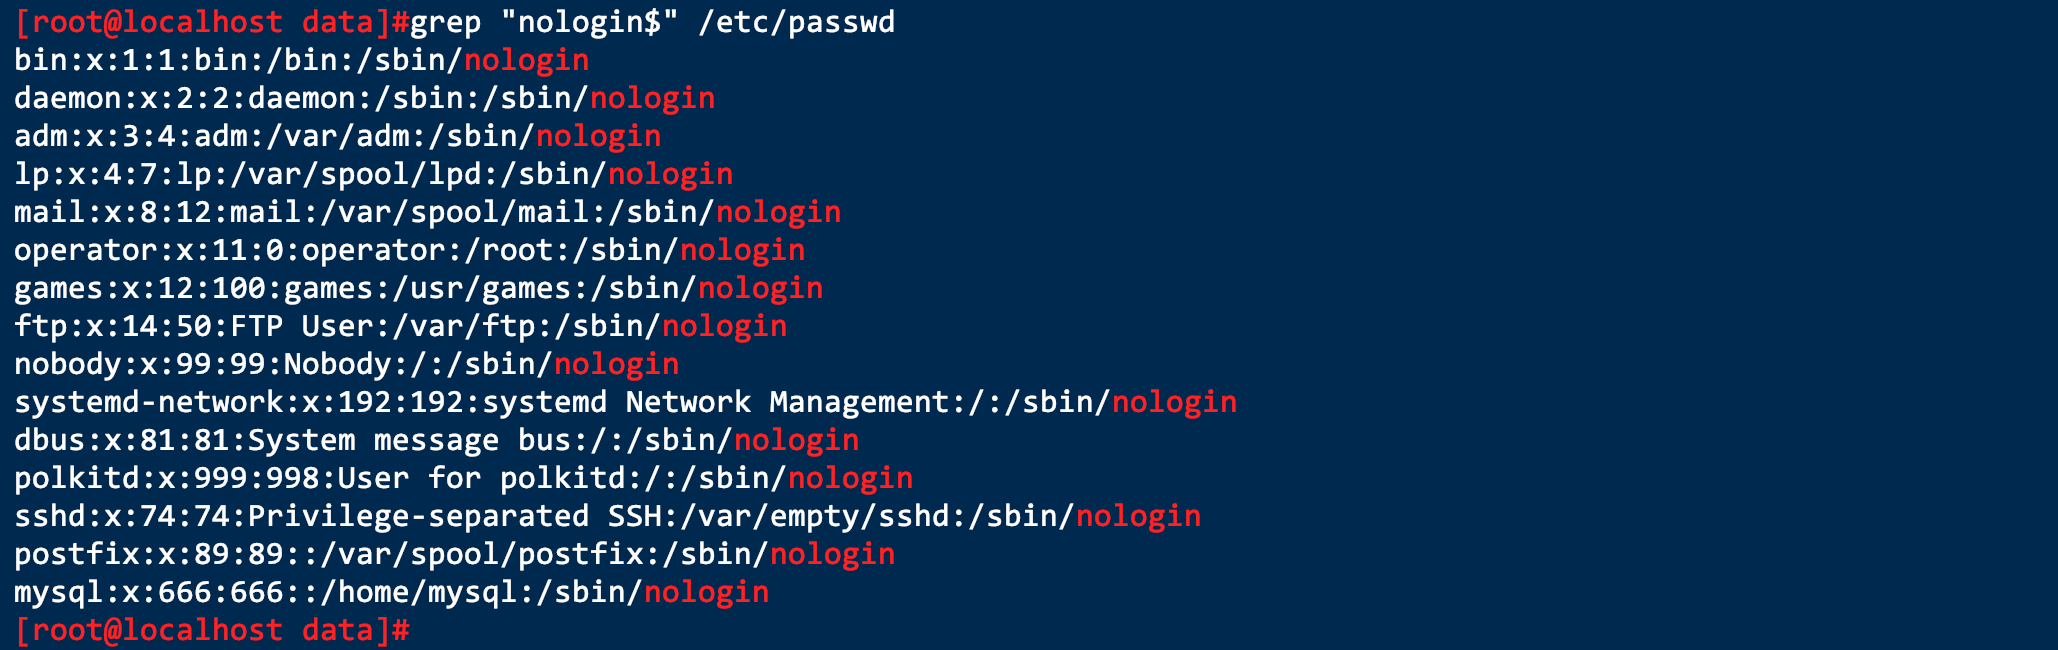 [root@localhost data]#grep "nologin$" /etc/passwd
bin:x:1:1:bin:/bin:/sbin/nologin
daemon:x:2:2:daemon:/sbin:/sbin/nologin
adm:x:3:4:adm:/var/adm:/sbin/nologin
lp:x:4:7:lp:/var/spool/lpd:/sbin/nologin
mail:x:8:12:mail:/var/spool/mail:/sbin/nologin
operator:x:11:0:operator:/root:/sbin/nologin
games:x:12:100:games:/usr/games:/sbin/nologin
ftp:x:14:50:FTP User:/var/ftp:/sbin/nologin
nobody:x:99:99:Nobody:/:/sbin/nologin
systemd-network:x:192:192:systemd Network Management:/:/sbin/nologin
dbus:x:81:81:System message bus:/:/sbin/nologin
polkitd:x:999:998:User for polkitd:/:/sbin/nologin
sshd:x:74:74:Privilege-separated SSH:/var/empty/sshd:/sbin/nologin
postfix:x:89:89::/var/spool/postfix:/sbin/nologin
mysql:x:666:666::/home/mysql:/sbin/nologin
[root@localhost data]#